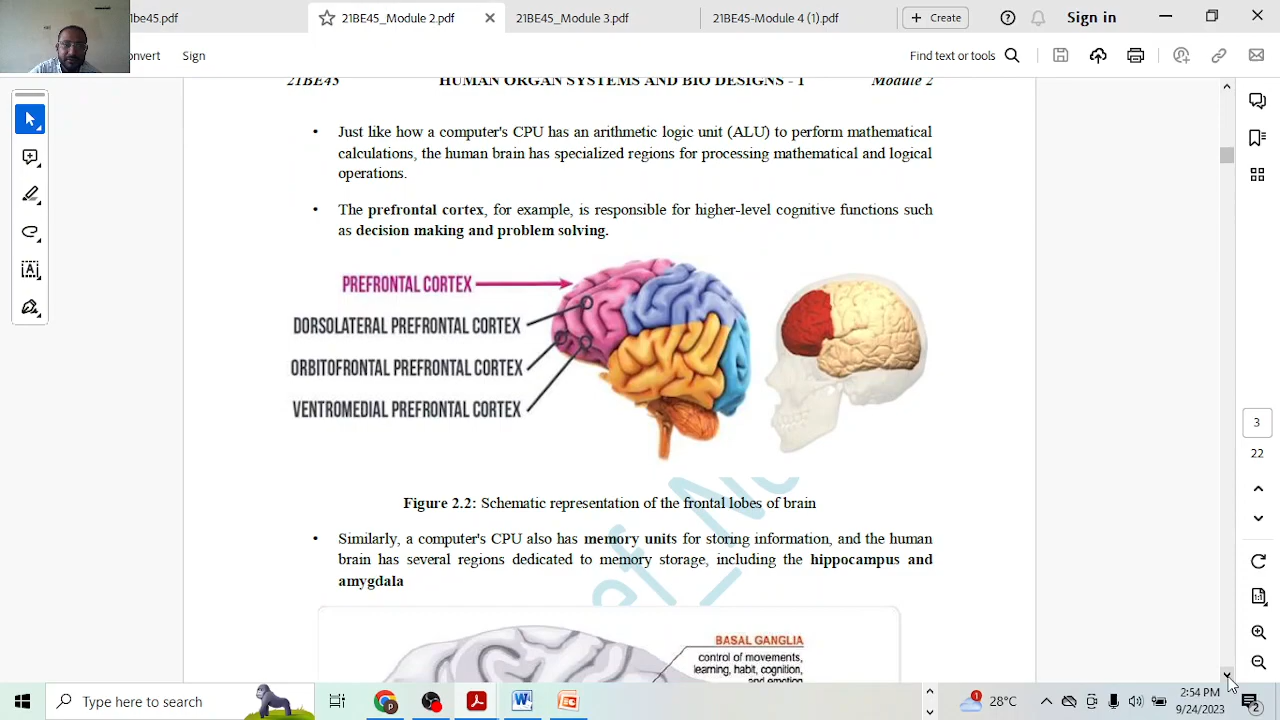 be45.pdf
21BE45_Module 2.pdf
21BE45_Module 3.pdf
21BE45-Module 4 (1).pdf
Create
Sign in
nvert
Sign
Find text or tools
21BE45 HUMAN ORGAN SYSTEMS AND BIO DESIGNS - 1 Module 2
• Just like how a computer's CPU has an arithmetic logic unit (ALU) to perform mathematical
calculations, the human brain has specialized regions for processing mathematical and logical
operations.
• The prefrontal cortex, for example, is responsible for higher-level cognitive functions such
as decision making and problem solving.
PREFRONTAL CORTEX
DORSOLATERAL PREFRONTAL CORTEX
ORBITOFRONTAL PREFRONTAL CORTEX
VENTROMEDIAL PREFRONTAL CORTEX
Figure 2.2: Schematic representation of the frontal lobes of brain
• Similarly, a computer's CPU also has memory units for storing information, and the human
brain has several regions dedicated to memory storage, including the hippocampus and
amygdala
BASAL GANGLIA
control of movements,
learning, habit, cognition,
and emotion
3
22
Type here to search
28°C
2:54 PM
9/24/2023